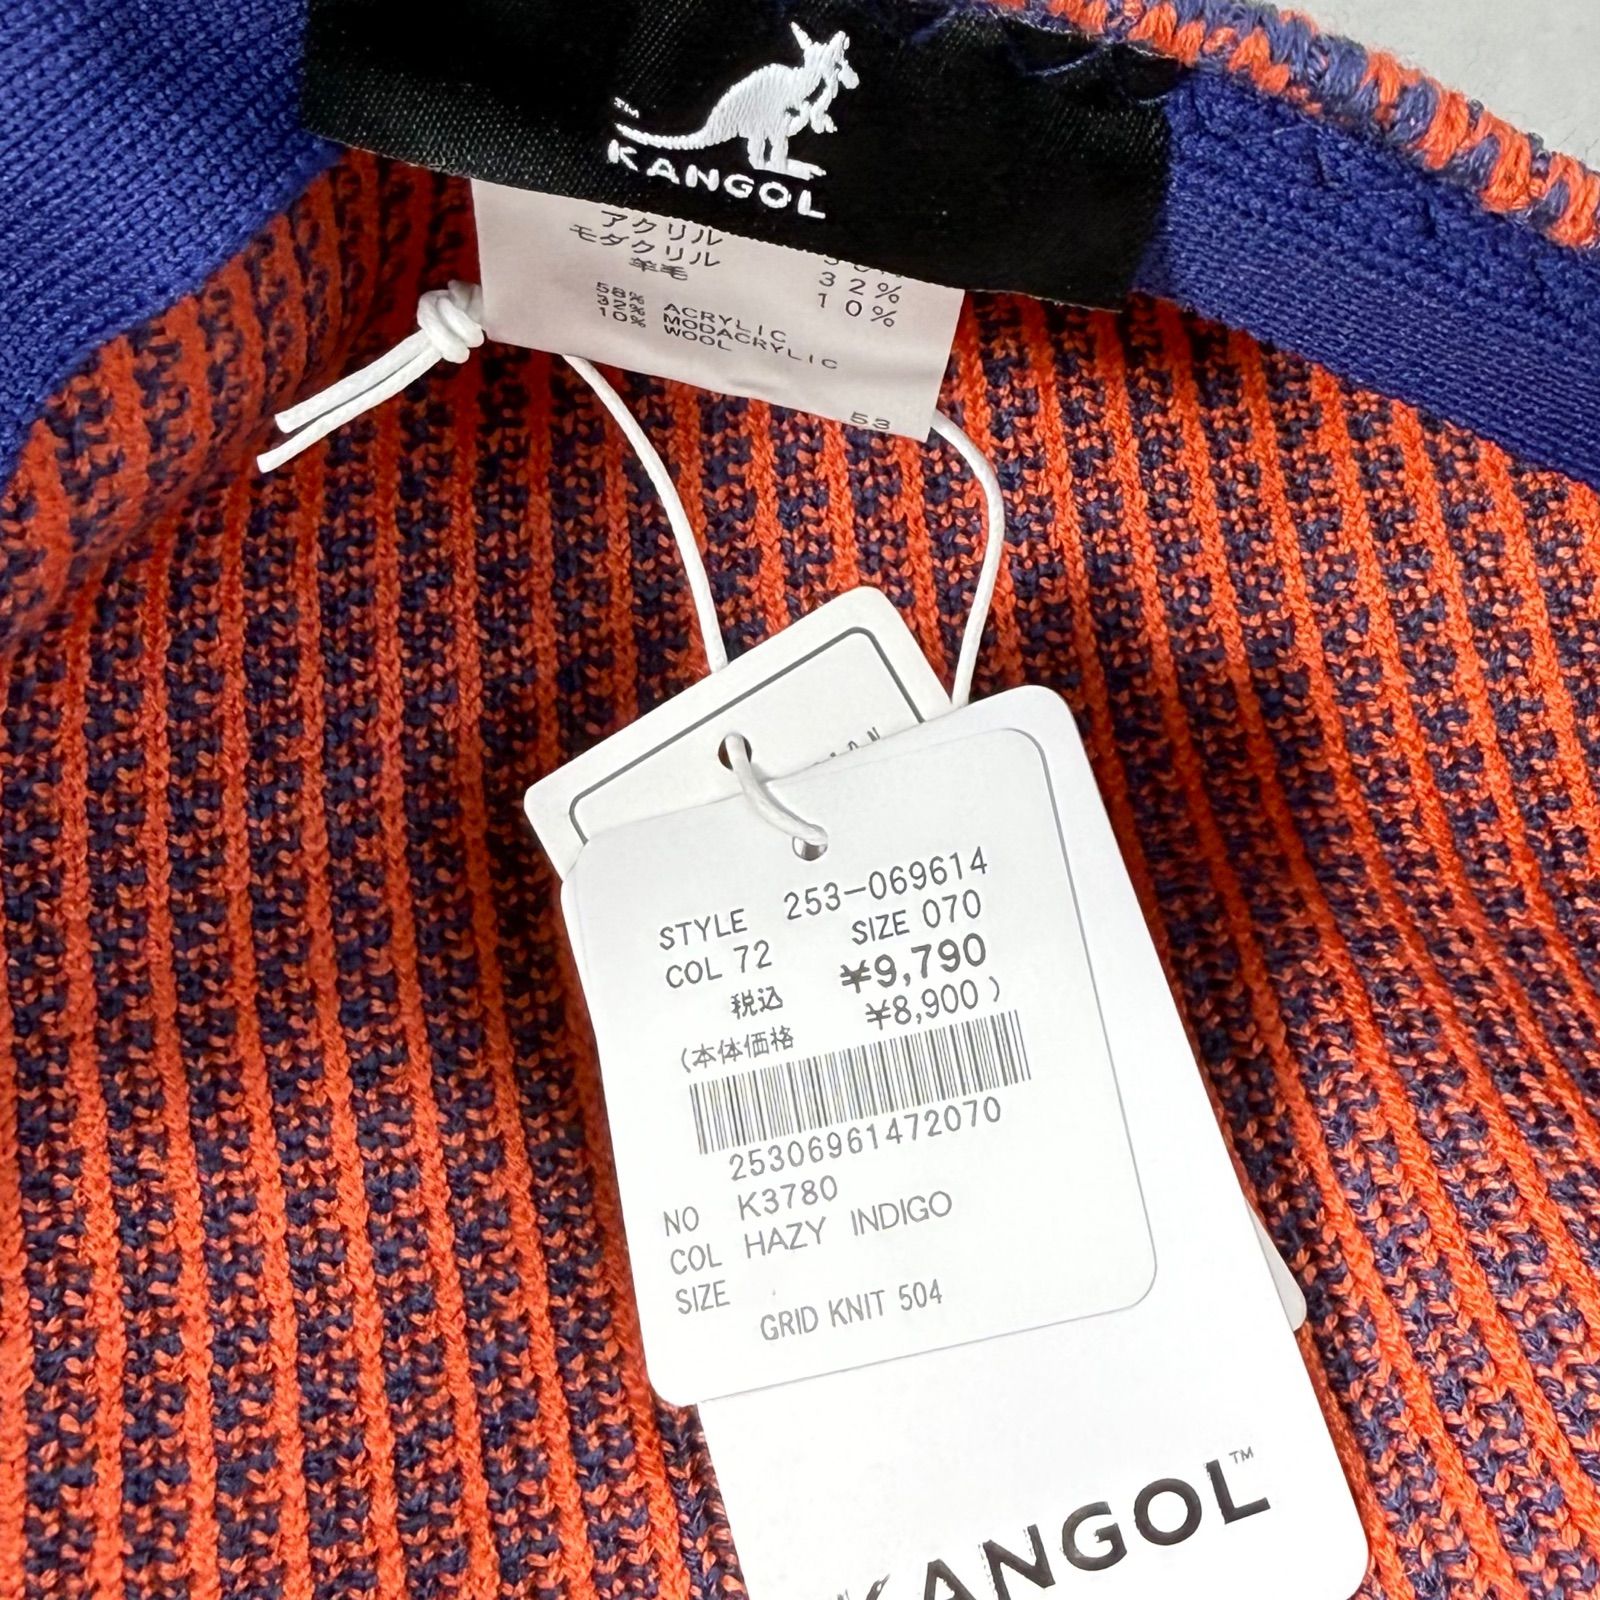 ™
KANGOL
アクリル
モダクリル 32%
羊毛 10%
58% ACRYLIC
32% MODACRYLIC
10% WOOL
53
STYLE 253-069614
COL 72 SIZE 070
税込 ¥9,790
(本体価格 ¥8,900)
25306961472070
NO K3780
COL HAZY INDIGO
SIZE
GRID KNIT 504
KANGOL™